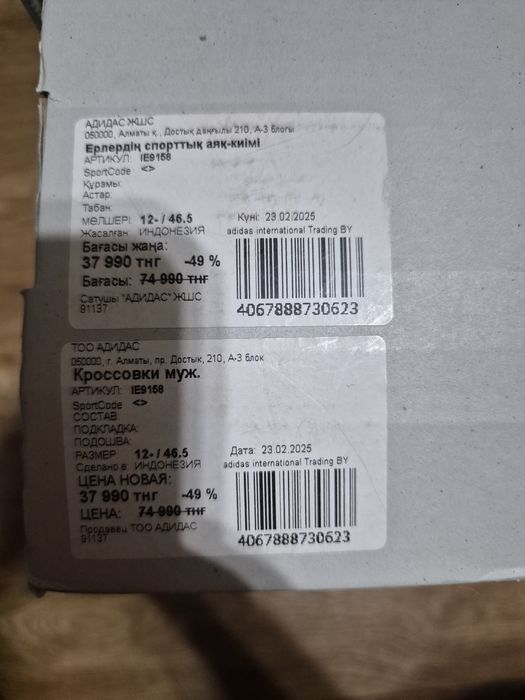 АДИДАС ЖШС
050000, Алматы қ., Достық даңғылы 210, А-3 блогы
Ерлердің спорттық аяқ-киімі
АРТИКУЛ: IE9158
SportCode <>
Құрамы:
Астар:
Табан:
МӨЛШЕРІ: 12- / 46.5 Күні: 23.02.2025
Жасалған: ИНДОНЕЗИЯ adidas international Trading BY
Бағасы жаңа:
37 990 тнг -49 %
Бағасы: 74 990 тнг
Сатушы "АДИДАС" ЖШС
91137 4067888730623
ТОО АДИДАС
050000, г. Алматы, пр. Достык, 210, А-3 блок
Кроссовки муж.
АРТИКУЛ: IE9158
SportCode <>
СОСТАВ:
ПОДКЛАДКА:
ПОДОШВА:
РАЗМЕР 12- / 46.5 Дата: 23.02.2025
Сделано в: ИНДОНЕЗИЯ adidas international Trading BY
ЦЕНА НОВАЯ:
37 990 тнг -49 %
ЦЕНА: 74 990 тнг
Продавец ТОО АДИДАС
91137 4067888730623